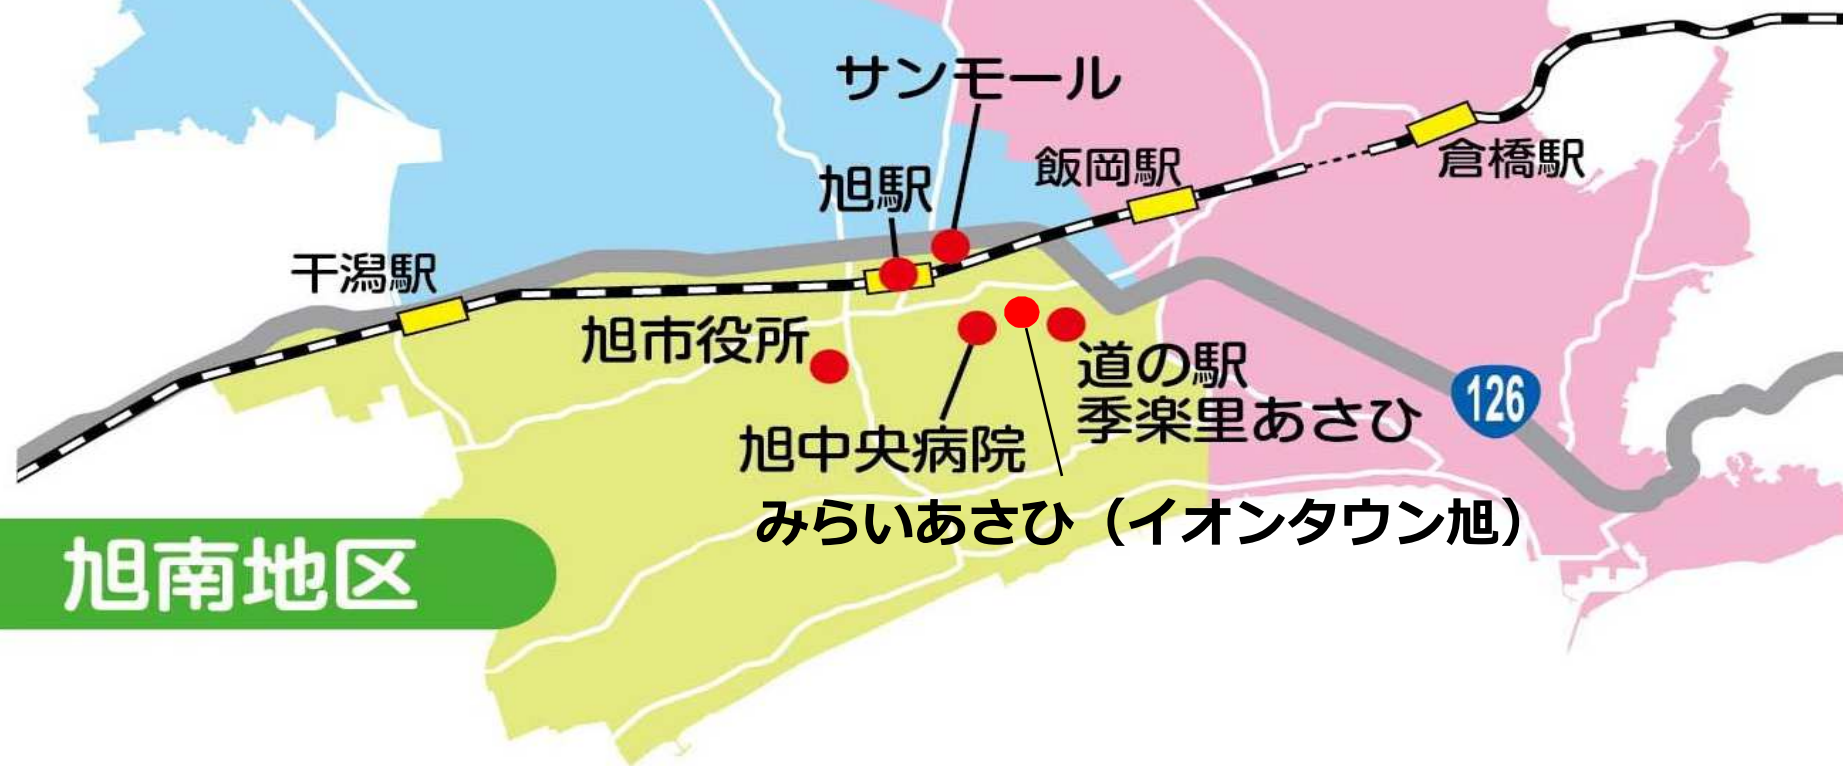 サンモール
飯岡駅
倉橋駅
旭駅
干潟駅
旭市役所
道の駅
季楽里あさひ
126
旭中央病院
みらいあさひ（イオンタウン旭）
旭南地区